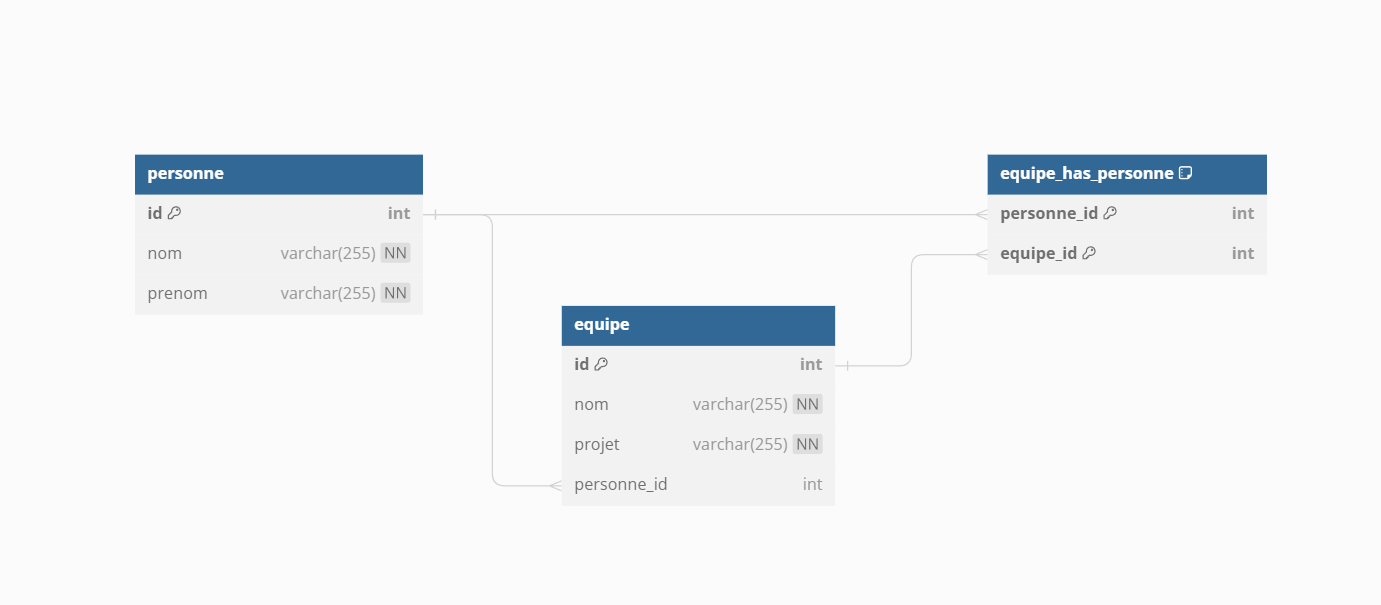 personne
id int
nom varchar(255) NN
prenom varchar(255) NN
equipe_has_personne
personne_id int
equipe_id int
equipe
id int
nom varchar(255) NN
projet varchar(255) NN
personne_id int